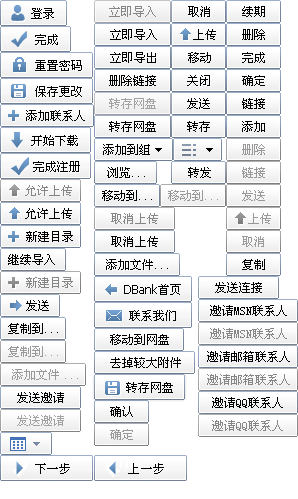 登录
完成
重置密码
保存更改
添加联系人
开始下载
完成注册
允许上传
允许上传
新建目录
继续导入
新建目录
发送
复制到...
复制到...
添加文件...
发送邀请
发送邀请
下一步
立即导入
立即导入
立即导出
删除链接
转存网盘
转存网盘
添加到组
浏览...
移动到...
取消上传
取消上传
添加文件...
DBank首页
联系我们
移动到网盘
去掉较大附件
转存网盘
确认
确定
上一步
取消
上传
移动
关闭
发送
转存
转发
移动到...
续期
删除
完成
确定
链接
添加
删除
链接
发送
上传
取消
复制
发送连接
邀请MSN联系人
邀请MSN联系人
邀请邮箱联系人
邀请邮箱联系人
邀请QQ联系人
邀请QQ联系人